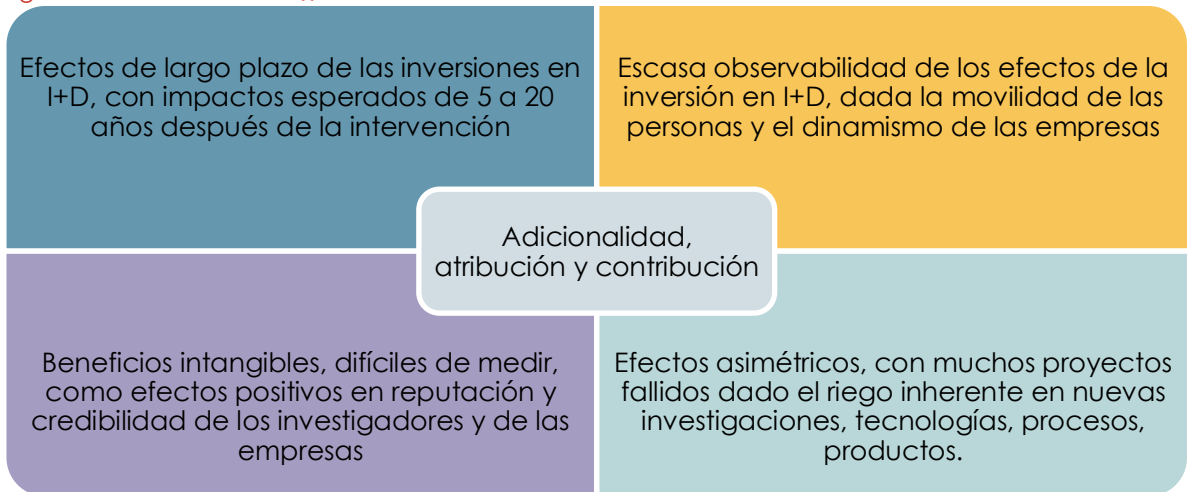 Efectos de largo plazo de las inversiones en
I+D, con impactos esperados de 5 a 20
años después de la intervención
Escasa observabilidad de los efectos de la
inversión en I+D, dada la movilidad de las
personas y el dinamismo de las empresas
Adicionalidad,
atribución y contribución
Beneficios intangibles, difíciles de medir,
como efectos positivos en reputación y
credibilidad de los investigadores y de las
empresas
Efectos asimétricos, con muchos proyectos
fallidos dado el riego inherente en nuevas
investigaciones, tecnologías, procesos,
productos.